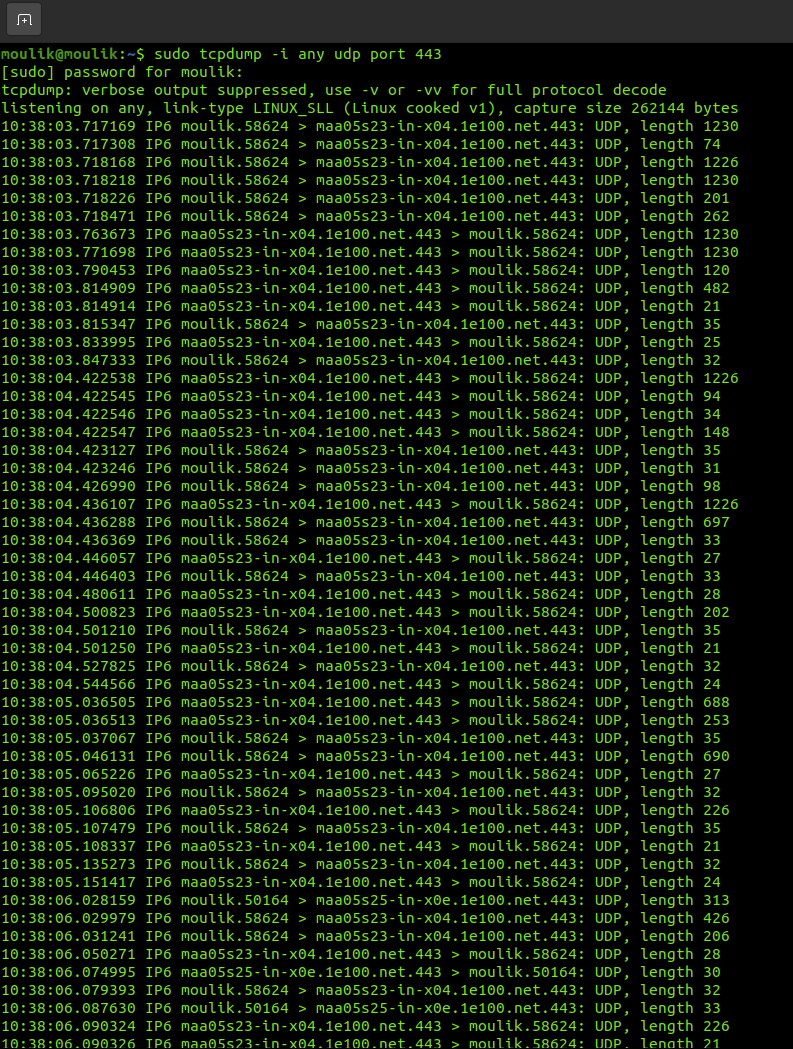 moulik@moulik:~$ sudo tcpdump -i any udp port 443
[sudo] password for moulik:
tcpdump: verbose output suppressed, use -v or -vv for full protocol decode
listening on any, link-type LINUX_SLL (Linux cooked v1), capture size 262144 bytes
10:38:03.717169 IP6 moulik.58624 > maa05s23-in-x04.1e100.net.443: UDP, length 1230
10:38:03.717308 IP6 moulik.58624 > maa05s23-in-x04.1e100.net.443: UDP, length 74
10:38:03.718168 IP6 moulik.58624 > maa05s23-in-x04.1e100.net.443: UDP, length 1226
10:38:03.718218 IP6 moulik.58624 > maa05s23-in-x04.1e100.net.443: UDP, length 1230
10:38:03.718226 IP6 moulik.58624 > maa05s23-in-x04.1e100.net.443: UDP, length 201
10:38:03.718471 IP6 moulik.58624 > maa05s23-in-x04.1e100.net.443: UDP, length 262
10:38:03.763673 IP6 maa05s23-in-x04.1e100.net.443 > moulik.58624: UDP, length 1230
10:38:03.771698 IP6 maa05s23-in-x04.1e100.net.443 > moulik.58624: UDP, length 1230
10:38:03.790453 IP6 moulik.58624 > maa05s23-in-x04.1e100.net.443: UDP, length 120
10:38:03.814909 IP6 maa05s23-in-x04.1e100.net.443 > moulik.58624: UDP, length 482
10:38:03.814914 IP6 maa05s23-in-x04.1e100.net.443 > moulik.58624: UDP, length 21
10:38:03.815347 IP6 moulik.58624 > maa05s23-in-x04.1e100.net.443: UDP, length 35
10:38:03.833995 IP6 maa05s23-in-x04.1e100.net.443 > moulik.58624: UDP, length 25
10:38:03.847333 IP6 moulik.58624 > maa05s23-in-x04.1e100.net.443: UDP, length 32
10:38:04.422538 IP6 maa05s23-in-x04.1e100.net.443 > moulik.58624: UDP, length 1226
10:38:04.422545 IP6 maa05s23-in-x04.1e100.net.443 > moulik.58624: UDP, length 94
10:38:04.422546 IP6 maa05s23-in-x04.1e100.net.443 > moulik.58624: UDP, length 34
10:38:04.422547 IP6 maa05s23-in-x04.1e100.net.443 > moulik.58624: UDP, length 148
10:38:04.423127 IP6 moulik.58624 > maa05s23-in-x04.1e100.net.443: UDP, length 35
10:38:04.423246 IP6 moulik.58624 > maa05s23-in-x04.1e100.net.443: UDP, length 31
10:38:04.426990 IP6 moulik.58624 > maa05s23-in-x04.1e100.net.443: UDP, length 98
10:38:04.436107 IP6 maa05s23-in-x04.1e100.net.443 > moulik.58624: UDP, length 1226
10:38:04.436288 IP6 maa05s23-in-x04.1e100.net.443 > moulik.58624: UDP, length 697
10:38:04.436369 IP6 moulik.58624 > maa05s23-in-x04.1e100.net.443: UDP, length 33
10:38:04.446057 IP6 maa05s23-in-x04.1e100.net.443 > moulik.58624: UDP, length 27
10:38:04.446403 IP6 moulik.58624 > maa05s23-in-x04.1e100.net.443: UDP, length 33
10:38:04.480611 IP6 maa05s23-in-x04.1e100.net.443 > moulik.58624: UDP, length 28
10:38:04.500823 IP6 maa05s23-in-x04.1e100.net.443 > moulik.58624: UDP, length 202
10:38:04.501210 IP6 moulik.58624 > maa05s23-in-x04.1e100.net.443: UDP, length 35
10:38:04.501250 IP6 maa05s23-in-x04.1e100.net.443 > moulik.58624: UDP, length 21
10:38:04.527825 IP6 moulik.58624 > maa05s23-in-x04.1e100.net.443: UDP, length 32
10:38:04.544566 IP6 maa05s23-in-x04.1e100.net.443 > moulik.58624: UDP, length 24
10:38:05.036505 IP6 maa05s23-in-x04.1e100.net.443 > moulik.58624: UDP, length 688
10:38:05.036513 IP6 maa05s23-in-x04.1e100.net.443 > moulik.58624: UDP, length 253
10:38:05.037067 IP6 moulik.58624 > maa05s23-in-x04.1e100.net.443: UDP, length 35
10:38:05.046131 IP6 moulik.58624 > maa05s23-in-x04.1e100.net.443: UDP, length 690
10:38:05.065226 IP6 maa05s23-in-x04.1e100.net.443 > moulik.58624: UDP, length 27
10:38:05.095020 IP6 moulik.58624 > maa05s23-in-x04.1e100.net.443: UDP, length 32
10:38:05.106806 IP6 maa05s23-in-x04.1e100.net.443 > moulik.58624: UDP, length 226
10:38:05.107479 IP6 moulik.58624 > maa05s23-in-x04.1e100.net.443: UDP, length 35
10:38:05.108337 IP6 maa05s23-in-x04.1e100.net.443 > moulik.58624: UDP, length 21
10:38:05.135273 IP6 moulik.58624 > maa05s23-in-x04.1e100.net.443: UDP, length 32
10:38:05.151417 IP6 maa05s23-in-x04.1e100.net.443 > moulik.58624: UDP, length 24
10:38:06.028159 IP6 moulik.50164 > maa05s25-in-x0e.1e100.net.443: UDP, length 313
10:38:06.029979 IP6 moulik.58624 > maa05s23-in-x04.1e100.net.443: UDP, length 426
10:38:06.031241 IP6 moulik.58624 > maa05s23-in-x04.1e100.net.443: UDP, length 206
10:38:06.050271 IP6 maa05s23-in-x04.1e100.net.443 > moulik.58624: UDP, length 28
10:38:06.074995 IP6 maa05s25-in-x0e.1e100.net.443 > moulik.50164: UDP, length 30
10:38:06.079393 IP6 moulik.58624 > maa05s23-in-x04.1e100.net.443: UDP, length 32
10:38:06.087630 IP6 moulik.50164 > maa05s25-in-x0e.1e100.net.443: UDP, length 33
10:38:06.090324 IP6 maa05s23-in-x04.1e100.net.443 > moulik.58624: UDP, length 226
10:38:06.090326 IP6 maa05s23-in-x04.1e100.net.443 > moulik.58624: UDP, length 21